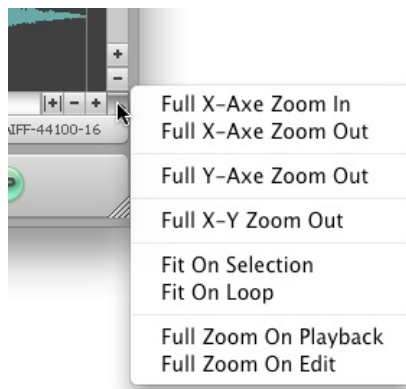 +
−
|+| − +
AIFF-44100-16
Full X-Axe Zoom In
Full X-Axe Zoom Out
Full Y-Axe Zoom Out
Full X-Y Zoom Out
Fit On Selection
Fit On Loop
Full Zoom On Playback
Full Zoom On Edit